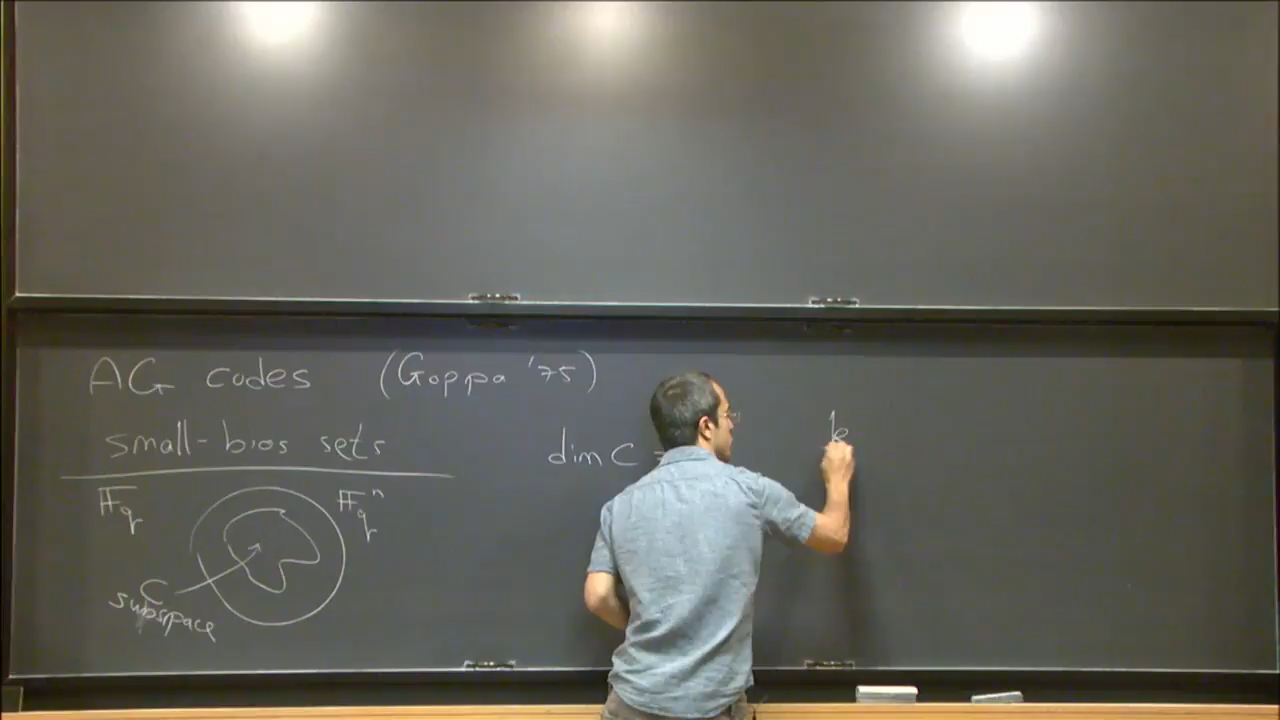 AG codes (Goppa '75)
small-bias sets
dim C
𝔽q
𝔽q^n
C
subspace